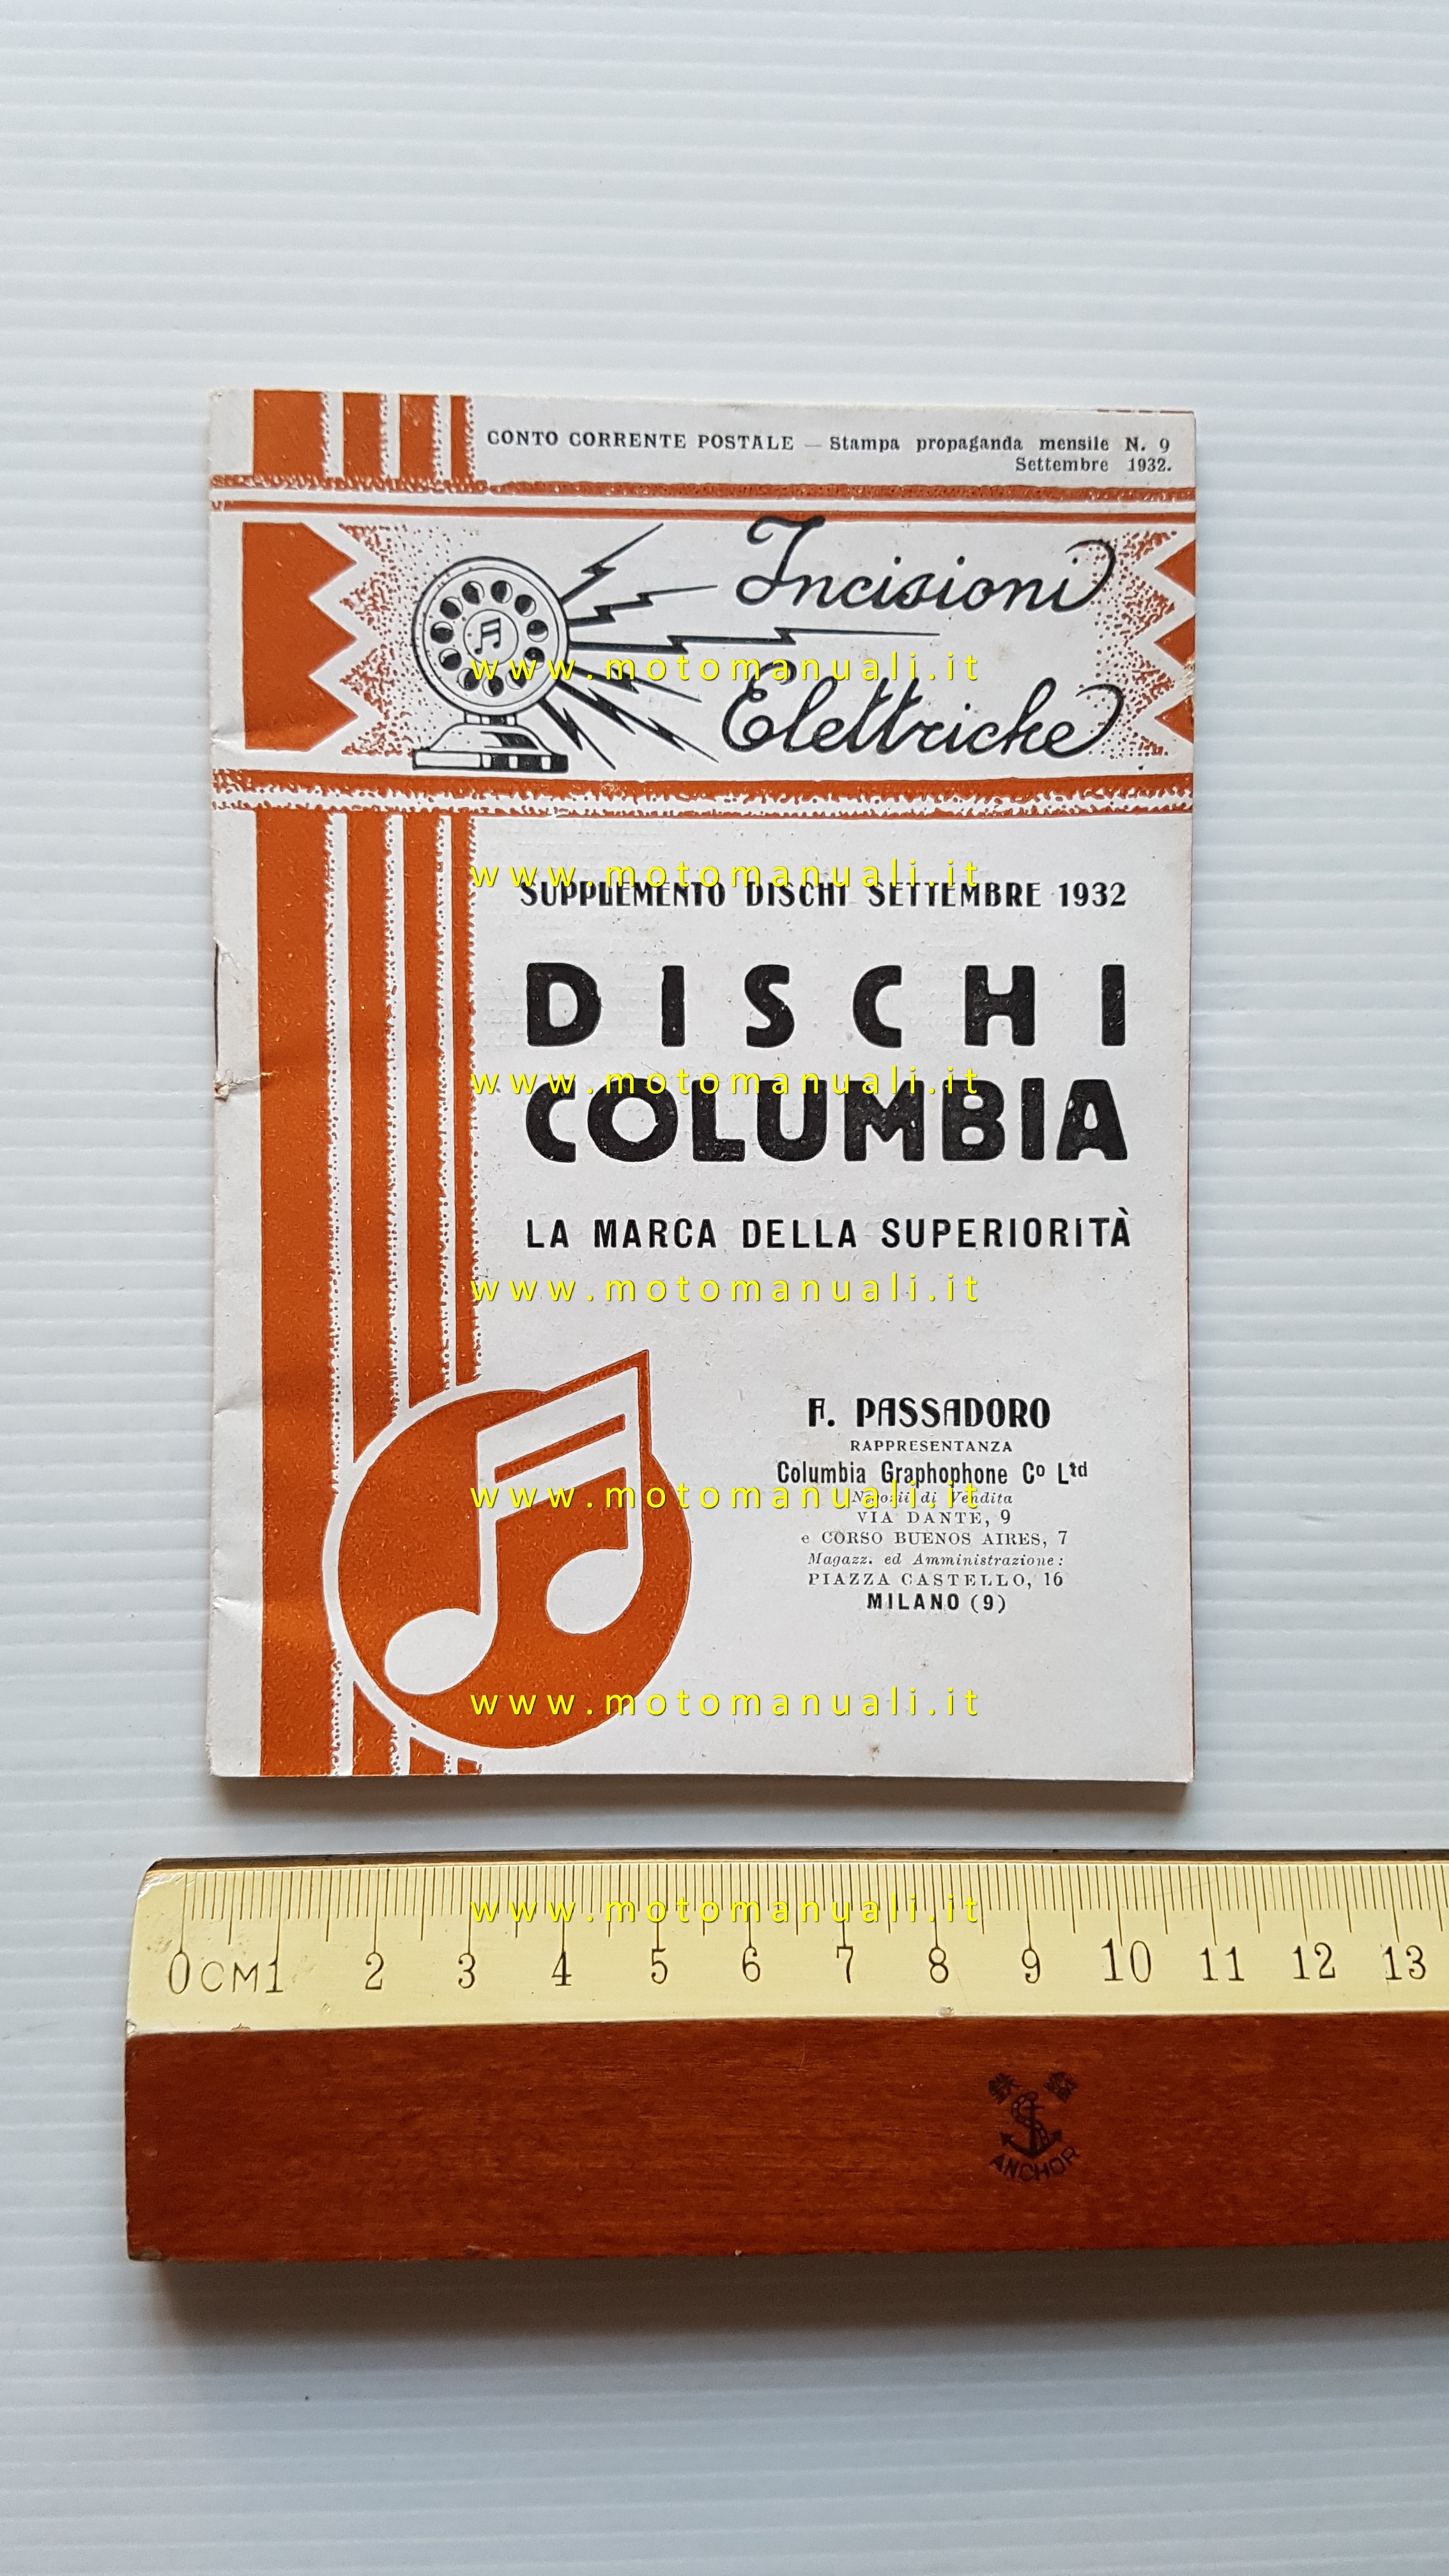 CONTO CORRENTE POSTALE — Stampa propaganda mensile N. 9
Settembre 1932.
Incisioni
www.motomanuali.it
Elettriche
www.motomanuali.it
SUPPLEMENTO DISCHI SETTEMBRE 1932
DISCHI
www.motomanuali.it
COLUMBIA
LA MARCA DELLA SUPERIORITÀ
www.motomanuali.it
A. PASSADORO
RAPPRESENTANZA
Columbia Graphophone Co Ltd
www.motomanuali.it
Negozii di Vendita
VIA DANTE, 9
e CORSO BUENOS AIRES, 7
Magazz. ed Amministrazione:
PIAZZA CASTELLO, 16
MILANO (9)
www.motomanuali.it
www.motomanuali.it
0 CM 1 2 3 4 5 6 7 8 9 10 11 12 13
ANCHOR